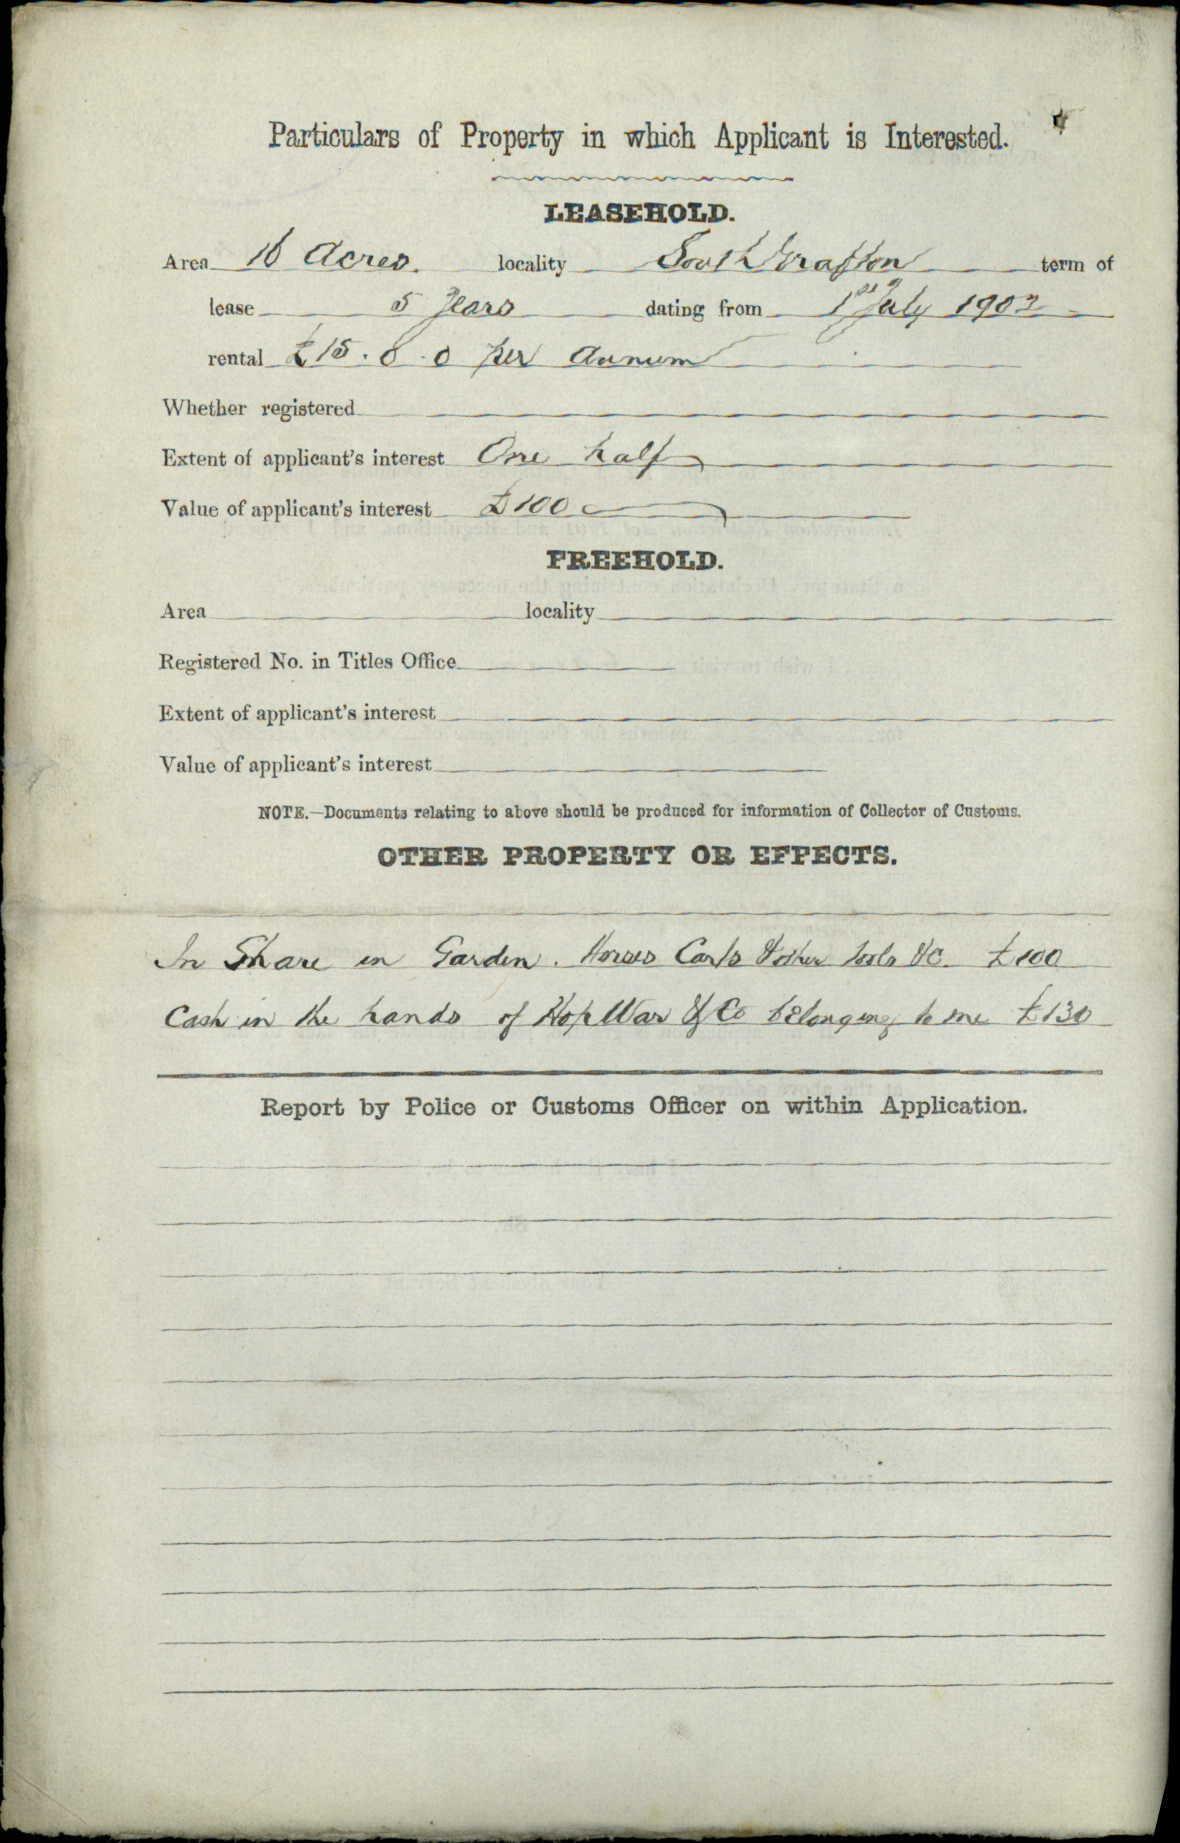 Particulars of Property in which Applicant is Interested.
LEASEHOLD.
Area 16 Acres. locality South Grafton term of
lease 5 years dating from 1st July 1902
rental £15.0.0 per annum
Whether registered
Extent of applicant's interest One half
Value of applicant's interest £100
FREEHOLD.
Area locality
Registered No. in Titles Office
Extent of applicant's interest
Value of applicant's interest
NOTE.—Documents relating to above should be produced for information of Collector of Customs.
OTHER PROPERTY OR EFFECTS.
In Share in Garden. Horses Carts & other tools &c. £100
Cash in the hands of Hop War & Co belonging to me £130
Report by Police or Customs Officer on within Application.